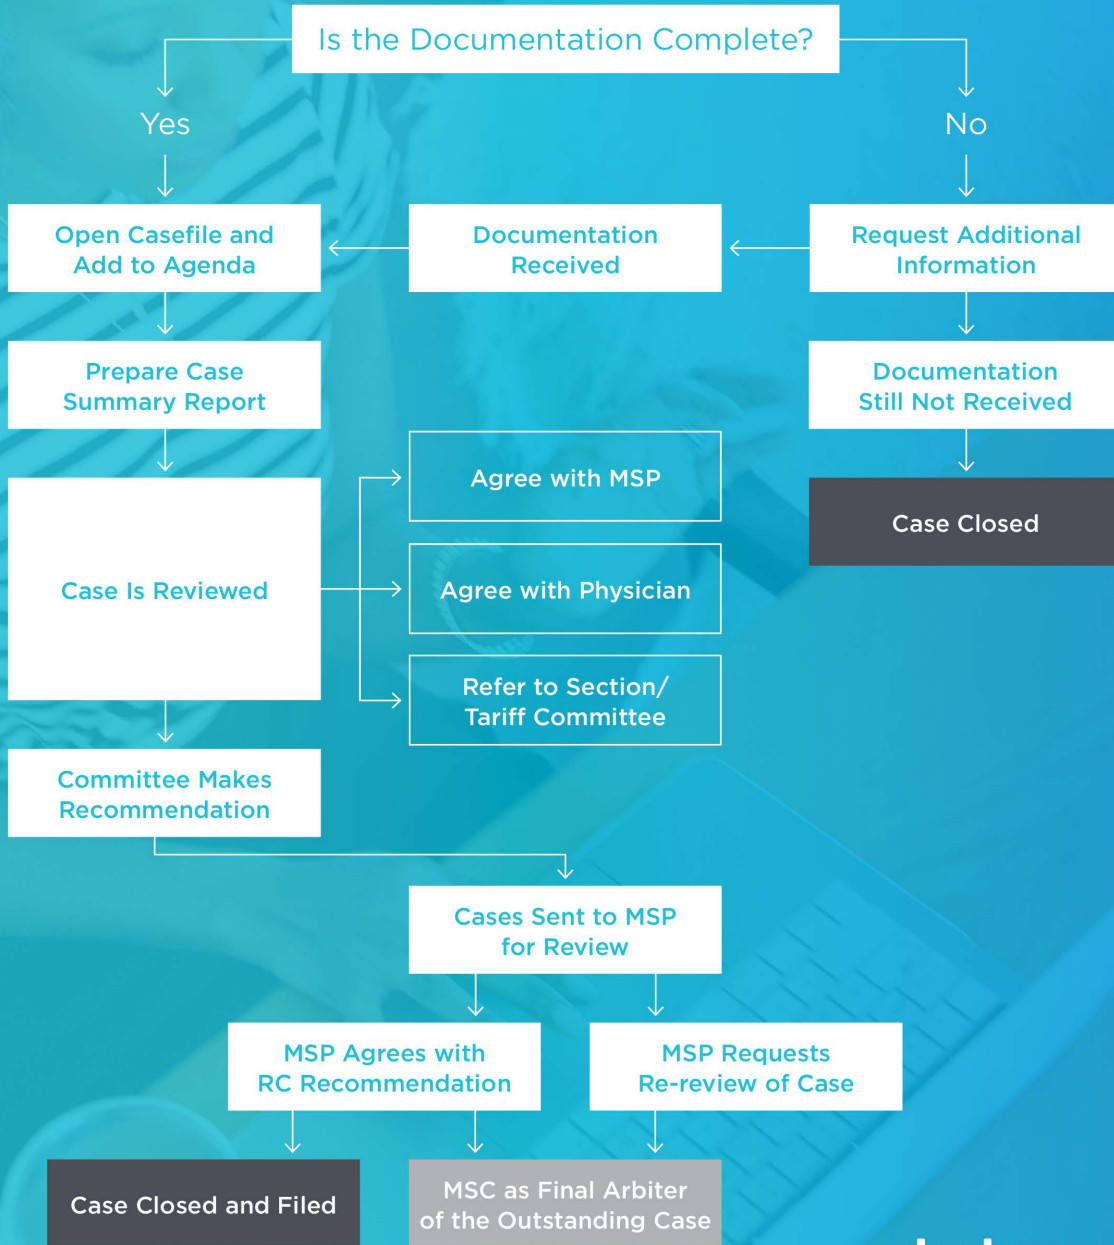 Is the Documentation Complete?
Yes
No
Open Casefile and
Add to Agenda
Documentation
Received
Request Additional
Information
Prepare Case
Summary Report
Documentation
Still Not Received
Case Is Reviewed
Agree with MSP
Agree with Physician
Refer to Section/
Tariff Committee
Case Closed
Committee Makes
Recommendation
Cases Sent to MSP
for Review
MSP Agrees with
RC Recommendation
MSP Requests
Re-review of Case
Case Closed and Filed
MSC as Final Arbiter
of the Outstanding Case